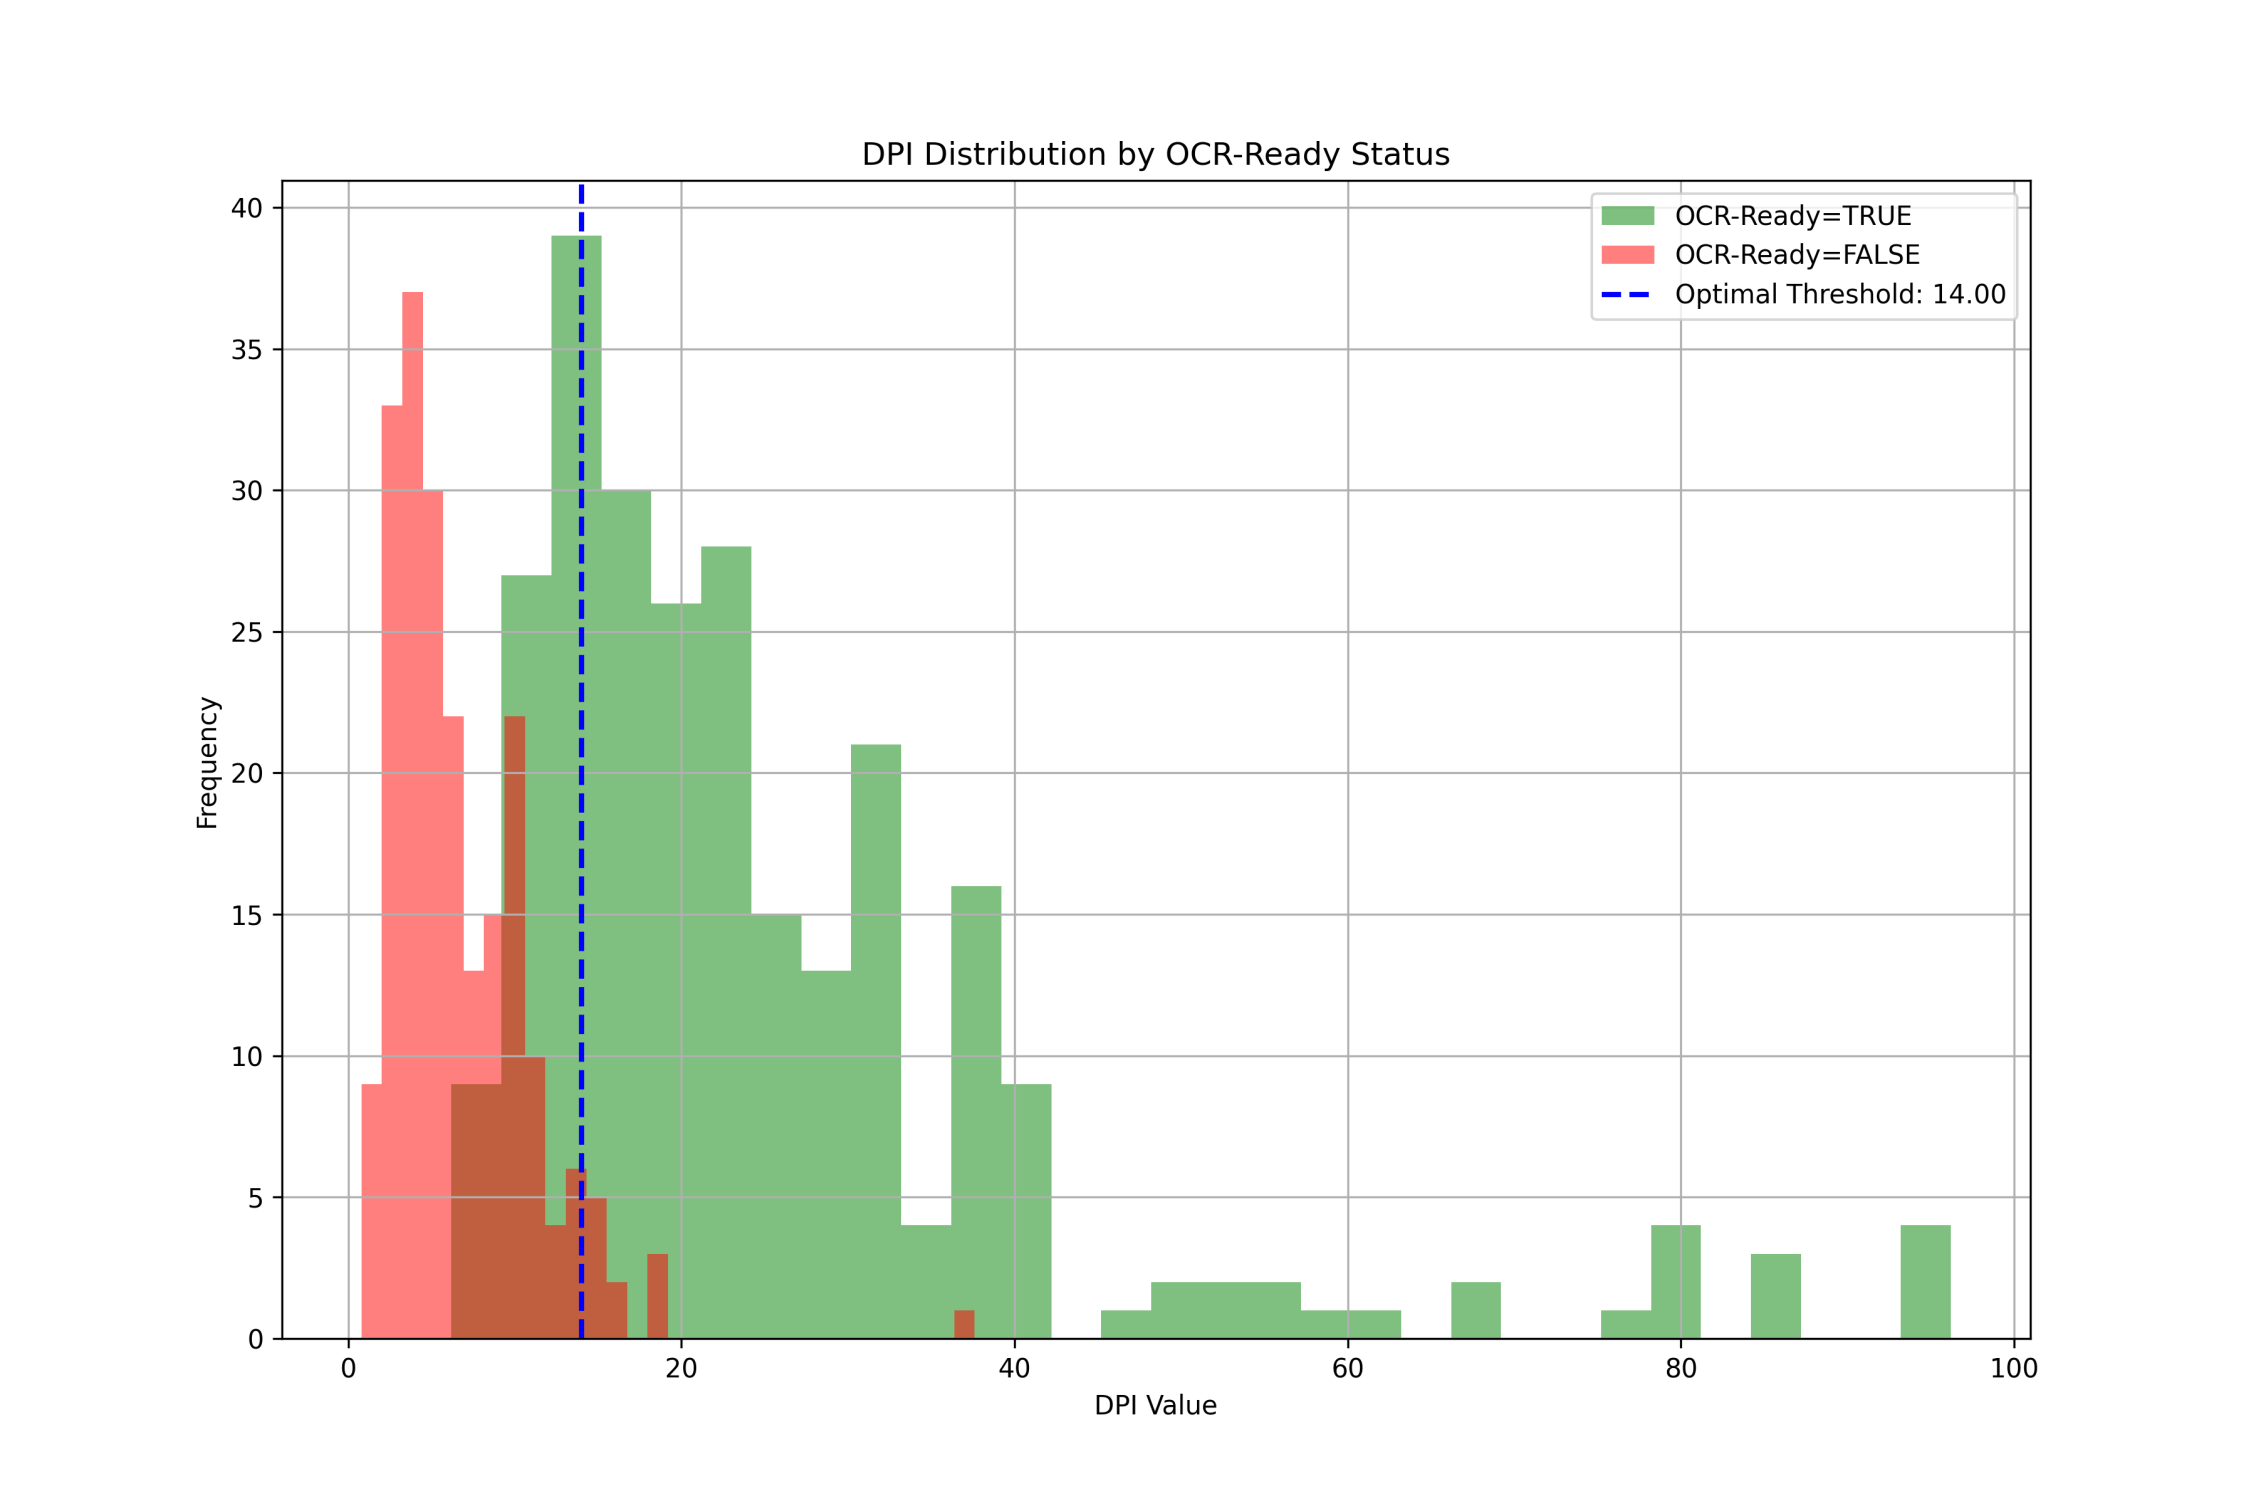 DPI Distribution by OCR-Ready Status
OCR-Ready=TRUE
OCR-Ready=FALSE
Optimal Threshold: 14.00
Frequency
40
35
30
25
20
15
10
5
0
0 20 40 60 80 100
DPI Value